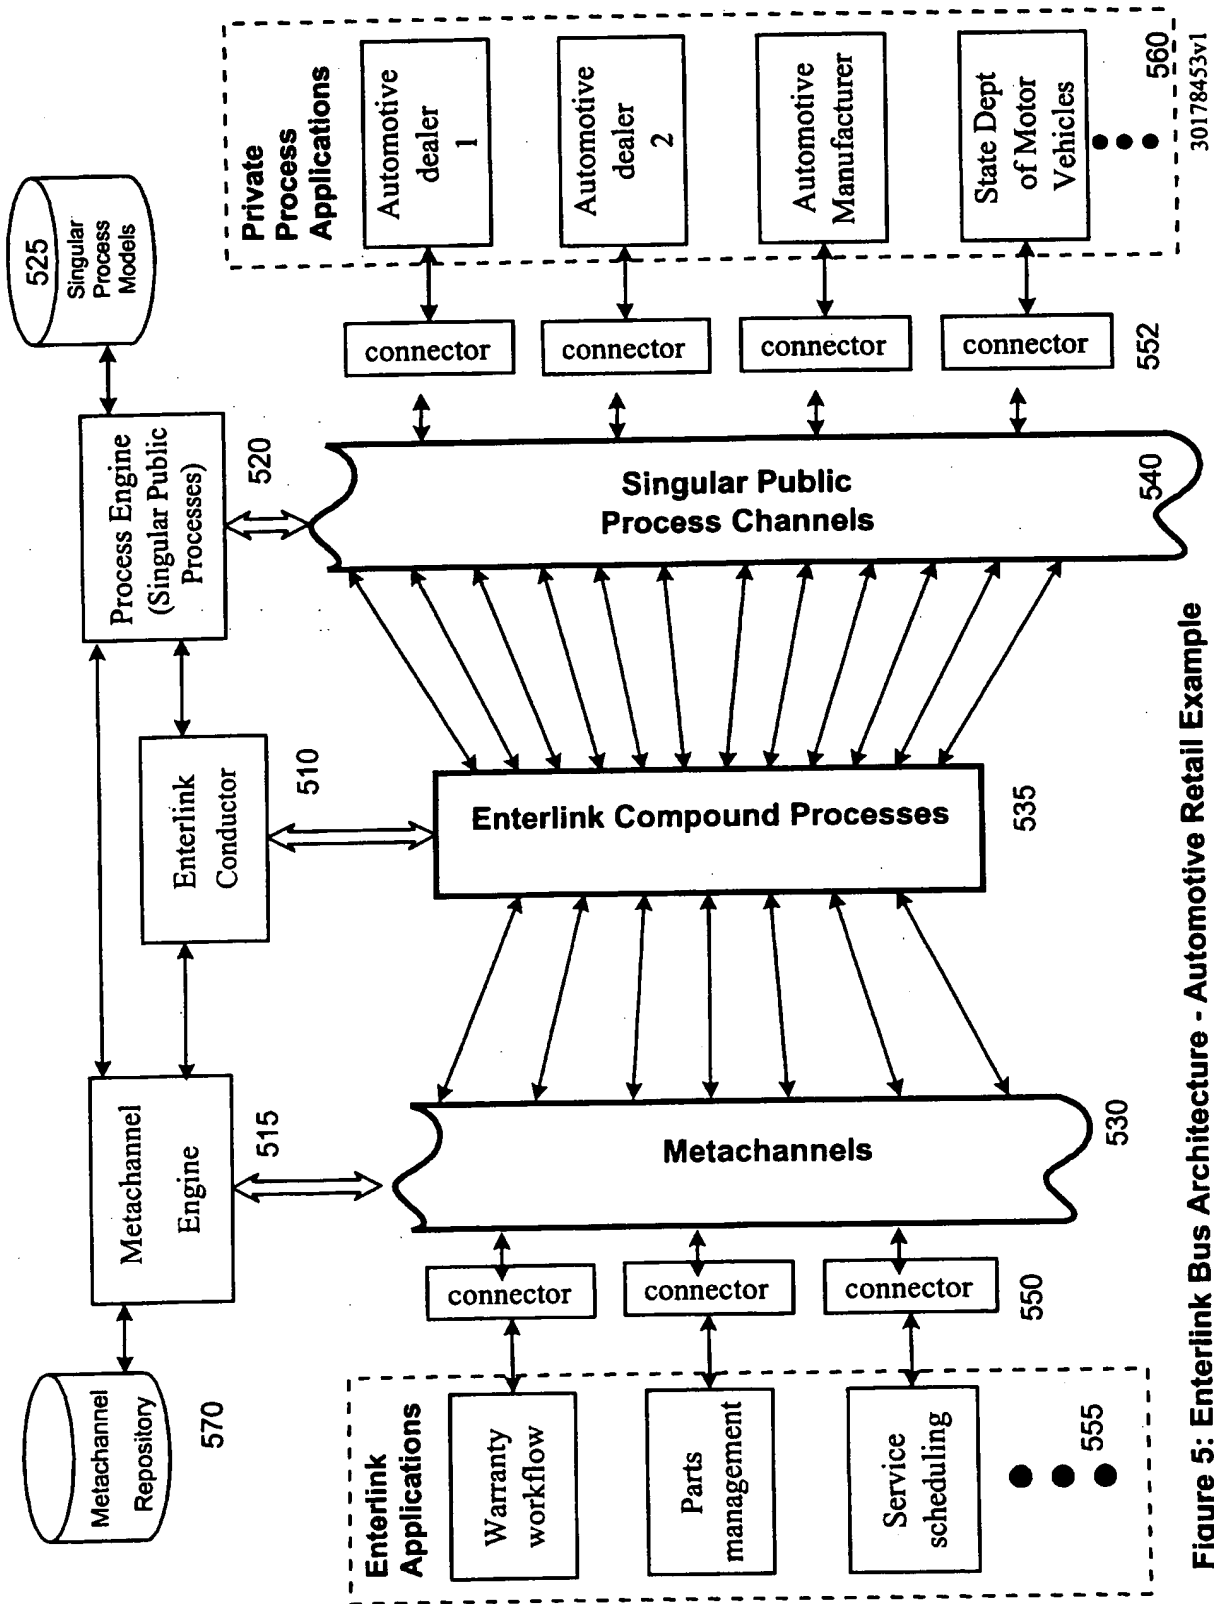 Metachannel
Repository
570
Metachannel
Engine
515
Enterlink
Conductor
510
Process Engine
(Singular Public
Processes)
520
525
Singular
Process
Models
Enterlink
Applications
Warranty
workflow
Parts
management
Service
scheduling
555
connector
connector
connector
550
Metachannels
530
Enterlink Compound Processes
535
Singular Public
Process Channels
540
connector
connector
connector
connector
552
Private
Process
Applications
Automotive
dealer
1
Automotive
dealer
2
Automotive
Manufacturer
State Dept
of Motor
Vehicles
560
Figure 5: Enterlink Bus Architecture - Automotive Retail Example
30178453v1